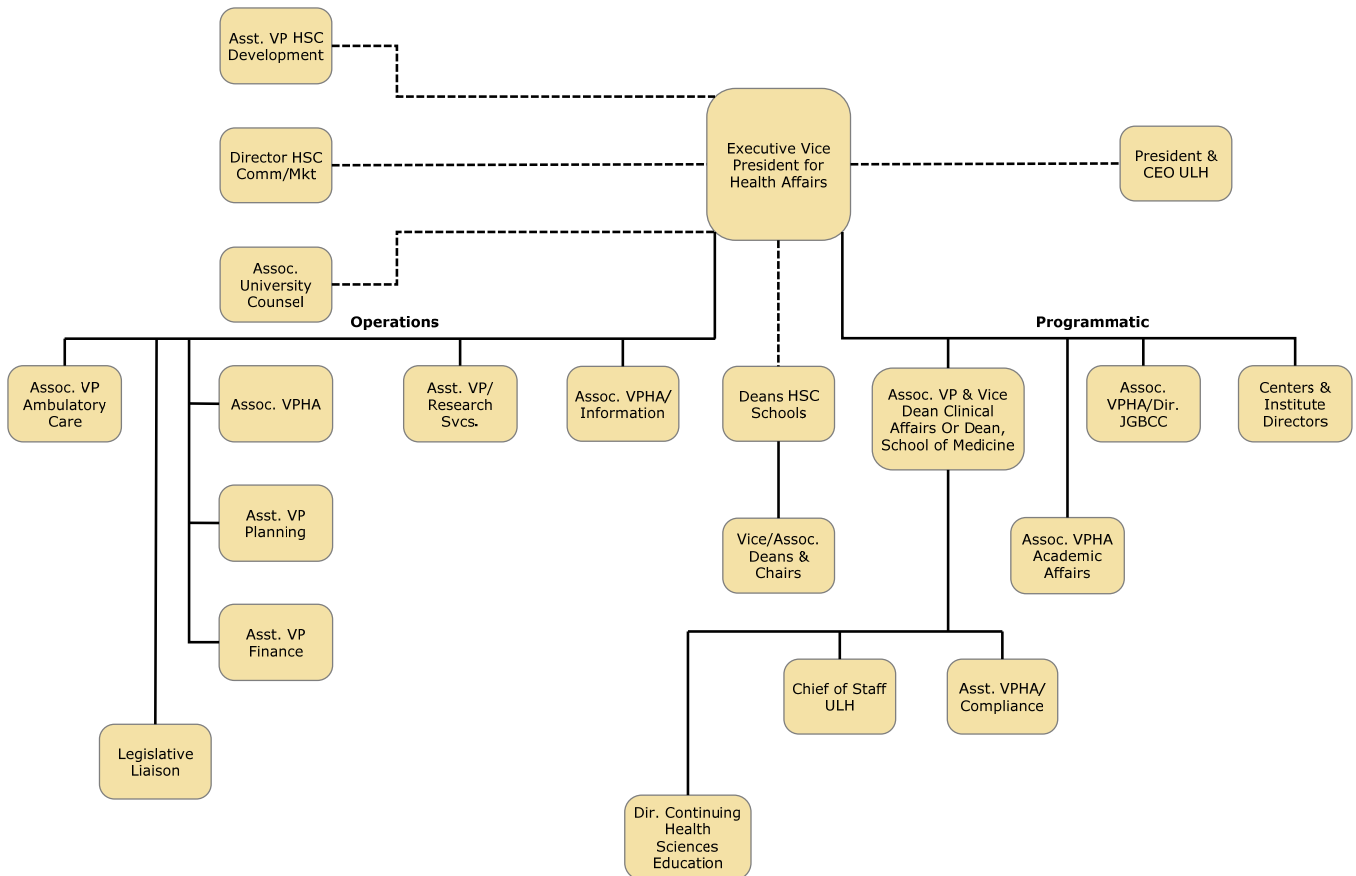 Asst. VP HSC
Development
Director HSC
Comm/Mkt
Executive Vice
President for
Health Affairs
President &
CEO ULH
Assoc.
University
Counsel
Operations
Programmatic
Assoc. VP
Ambulatory
Care
Assoc. VPHA
Asst. VP/
Research
Svcs.
Assoc. VPHA/
Information
Deans HSC
Schools
Assoc. VP & Vice
Dean Clinical
Affairs Or Dean,
School of Medicine
Assoc.
VPHA/Dir.
JGBCC
Centers &
Institute
Directors
Asst. VP
Planning
Vice/Assoc.
Deans &
Chairs
Assoc. VPHA
Academic
Affairs
Asst. VP
Finance
Chief of Staff
ULH
Asst. VPHA/
Compliance
Legislative
Liaison
Dir. Continuing
Health
Sciences
Education